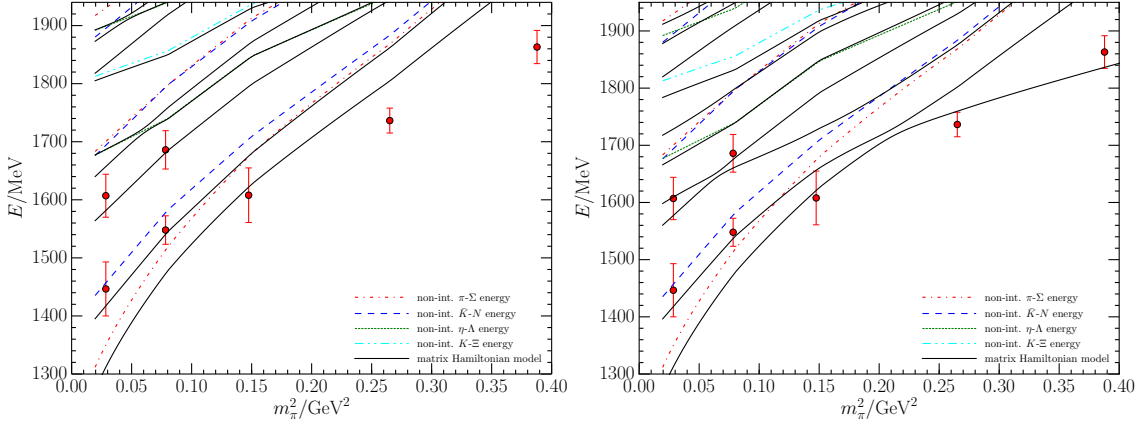 1900
1800
1700
1600
1500
1400
1300
E/MeV
non-int. π-Σ energy
non-int. K̄-N energy
non-int. η-Λ energy
non-int. K-Ξ energy
matrix Hamiltonian model
0.00 0.05 0.10 0.15 0.20 0.25 0.30 0.35 0.40
m²π/GeV²
1900
1800
1700
1600
1500
1400
1300
E/MeV
non-int. π-Σ energy
non-int. K̄-N energy
non-int. η-Λ energy
non-int. K-Ξ energy
matrix Hamiltonian model
0.00 0.05 0.10 0.15 0.20 0.25 0.30 0.35 0.40
m²π/GeV²